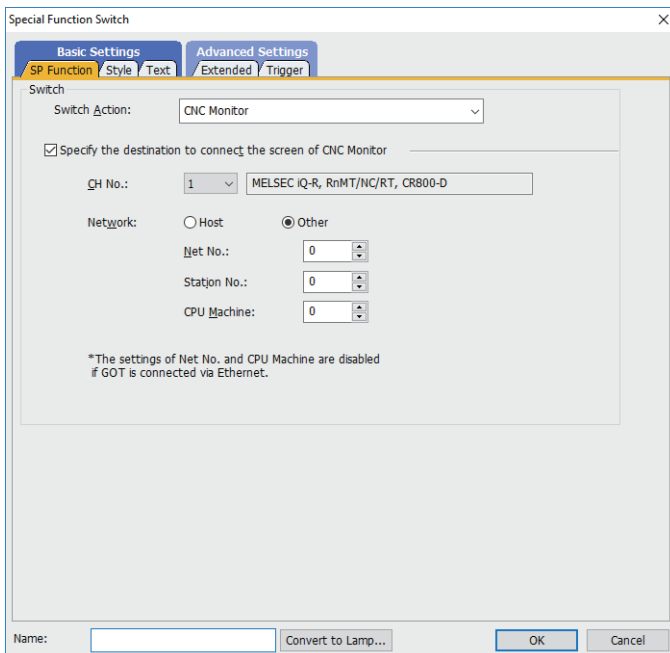 Special Function Switch
Basic Settings Advanced Settings
SP Function Style Text Extended Trigger
Switch
Switch Action: CNC Monitor
Specify the destination to connect the screen of CNC Monitor
CH No.: 1 MELSEC iQ-R, RnMT/NC/RT, CR800-D
Network: Host Other
Net No.: 0
Station No.: 0
CPU Machine: 0
*The settings of Net No. and CPU Machine are disabled
if GOT is connected via Ethernet.
Name: Convert to Lamp... OK Cancel